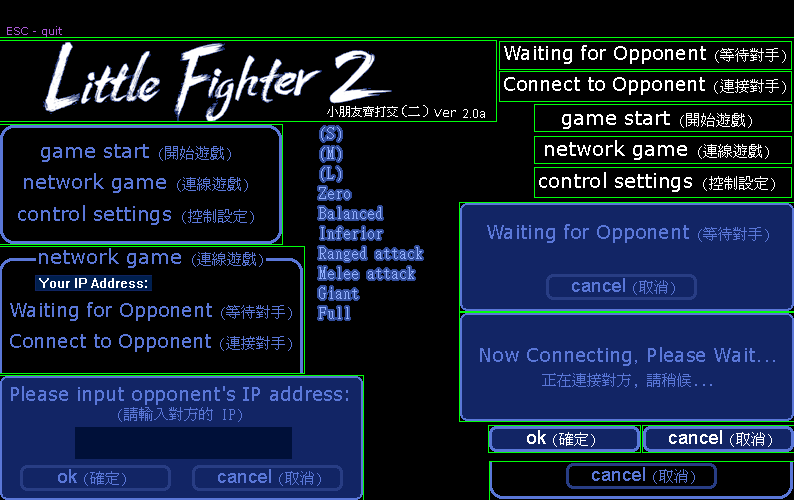 ESC - quit
Little Fighter 2
小朋友齊打交(二) ver 2.0a
Waiting for Opponent (等待對手)
Connect to Opponent (連接對手)
game start (開始遊戲)
network game (連線遊戲)
control settings (控制設定)
game start (開始遊戲)
network game (連線遊戲)
control settings (控制設定)
(S)
(M)
(L)
Zero
Balanced
Inferior
Ranged attack
Melee attack
Giant
Full
Waiting for Opponent (等待對手)
cancel (取消)
network game (連線遊戲)
Your IP Address:
Waiting for Opponent (等待對手)
Connect to Opponent (連接對手)
Now Connecting, Please Wait...
正在連接對方, 請稍候...
Please input opponent's IP address:
(請輸入對方的 IP)
ok (確定)
cancel (取消)
ok (確定)
cancel (取消)
cancel (取消)